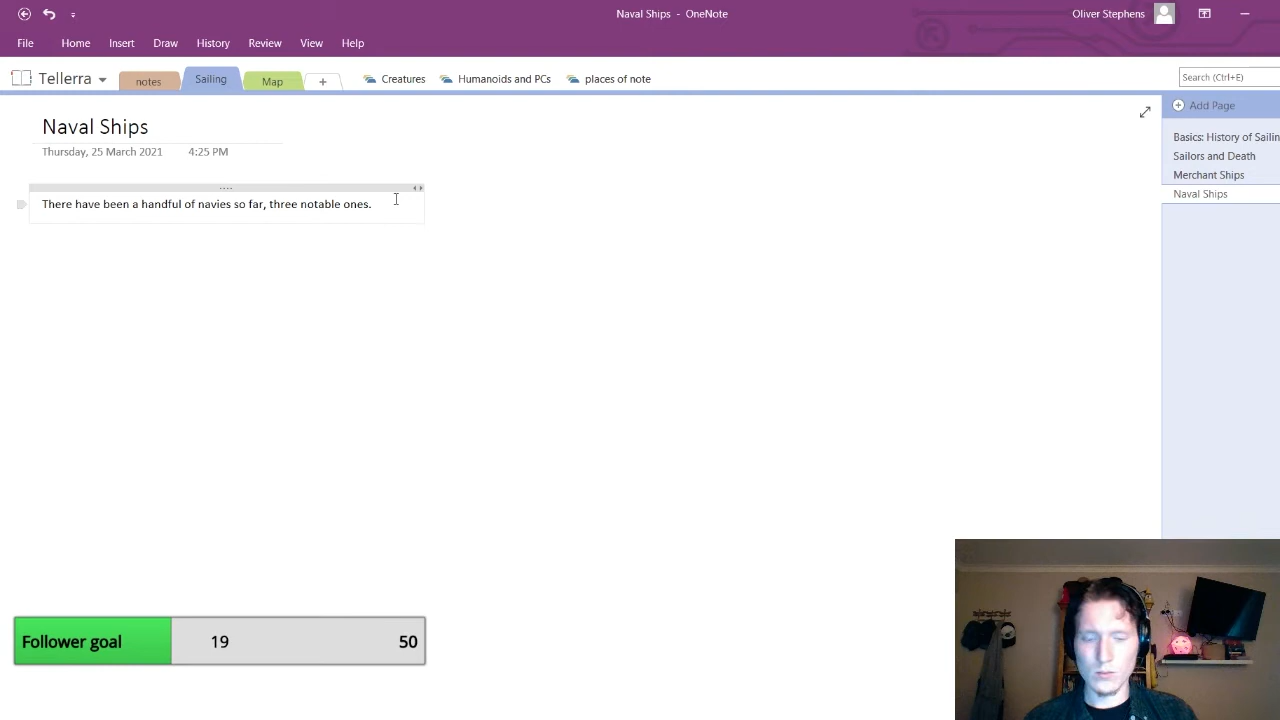 Naval Ships - OneNote
Oliver Stephens
File Home Insert Draw History Review View Help
Tellerra notes Sailing Map + Creatures Humanoids and PCs places of note
Search (Ctrl+E)
Naval Ships
Thursday, 25 March 2021 4:25 PM
There have been a handful of navies so far, three notable ones.
Add Page
Basics: History of Sailin
Sailors and Death
Merchant Ships
Naval Ships
Follower goal 19 50